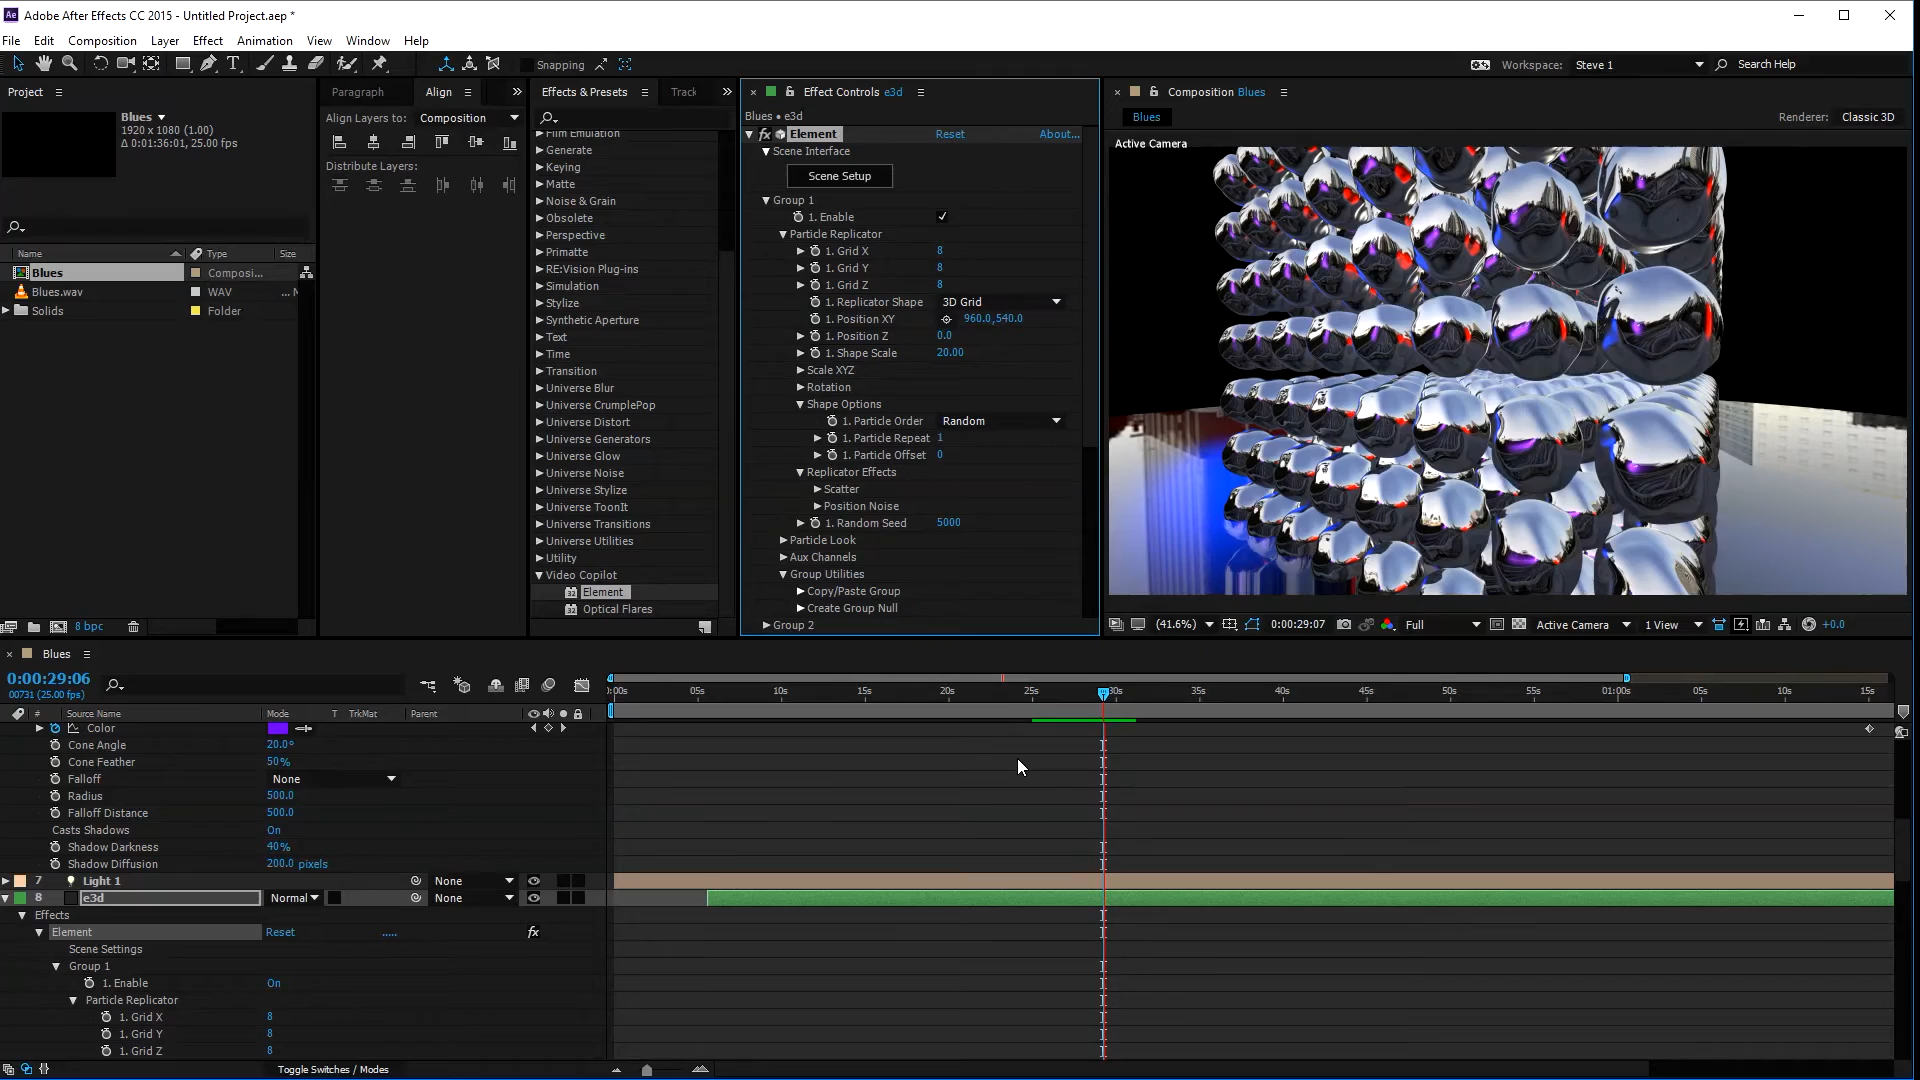 Ae Adobe After Effects CC 2015 - Untitled Project.aep *
File Edit Composition Layer Effect Animation View Window Help
Snapping Workspace: Steve 1 Search Help
Project
Blues
1920 x 1080 (1.00)
Δ 0:01:36:01, 25.00 fps
Name Type Size
Blues Composi...
Blues.wav WAV ... N
Solids Folder
8 bpc
Paragraph Align
Align Layers to: Composition
Distribute Layers:
Effects & Presets Track
Film Emulation
Generate
Keying
Matte
Noise & Grain
Obsolete
Perspective
Primatte
RE:Vision Plug-ins
Simulation
Stylize
Synthetic Aperture
Text
Time
Transition
Universe Blur
Universe CrumplePop
Universe Distort
Universe Generators
Universe Glow
Universe Noise
Universe Stylize
Universe ToonIt
Universe Transitions
Universe Utilities
Utility
Video Copilot
32 Element
32 Optical Flares
Effect Controls e3d
Blues • e3d
fx Element Reset About...
Scene Interface
Scene Setup
Group 1
1. Enable
Particle Replicator
1. Grid X 8
1. Grid Y 8
1. Grid Z 8
1. Replicator Shape 3D Grid
1. Position XY 960.0,540.0
1. Position Z 0.0
1. Shape Scale 20.00
Scale XYZ
Rotation
Shape Options
1. Particle Order Random
1. Particle Repeat 1
1. Particle Offset 0
Replicator Effects
Scatter
Position Noise
1. Random Seed 5000
Particle Look
Aux Channels
Group Utilities
Copy/Paste Group
Create Group Null
Group 2
Composition Blues
Blues Renderer: Classic 3D
Active Camera
(41.6%) 0:00:29:07 Full Active Camera 1 View +0.0
Blues
0:00:29:06
00731 (25.00 fps)
):00s 05s 10s 15s 20s 25s 30s 35s 40s 45s 50s 55s 01:00s 05s 10s 15s
# Source Name Mode T TrkMat Parent
Color
Cone Angle 20.0°
Cone Feather 50%
Falloff None
Radius 500.0
Falloff Distance 500.0
Casts Shadows On
Shadow Darkness 40%
Shadow Diffusion 200.0 pixels
7 Light 1 None
8 e3d Normal None
Effects
Element Reset ..... fx
Scene Settings
Group 1
1. Enable On
Particle Replicator
1. Grid X 8
1. Grid Y 8
1. Grid Z 8
Toggle Switches / Modes